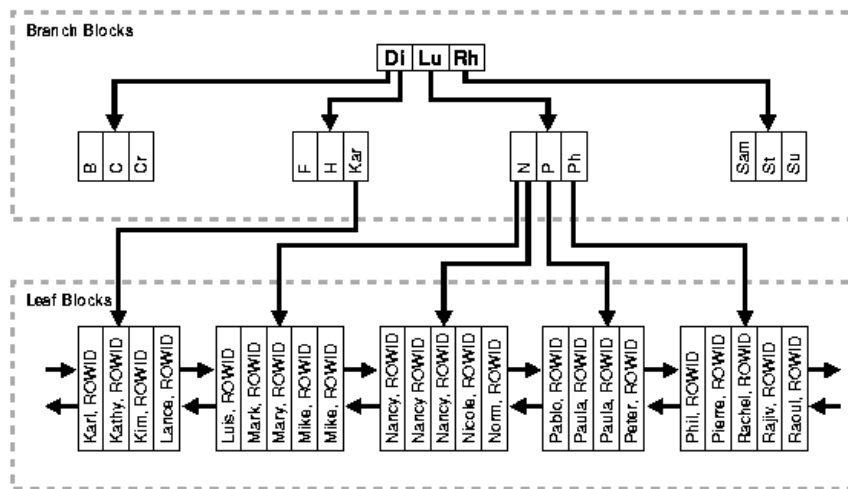 Branch Blocks
Di Lu Rh
B
C
Cr
F
H
Kar
N
P
Ph
Sam
St
Su
Leaf Blocks
Karl, ROWID
Kathy, ROWID
Kim, ROWID
Lance, ROWID
Luis, ROWID
Mark, ROWID
Mary, ROWID
Mike, ROWID
Mike, ROWID
Nancy, ROWID
Nancy ROWID
Nancy, ROWID
Nicole, ROWID
Norm, ROWID
Pablo, ROWID
Paula, ROWID
Paula, ROWID
Peter, ROWID
Phil, ROWID
Pierre, ROWID
Rachel, ROWID
Rajiv, ROWID
Raoul, ROWID